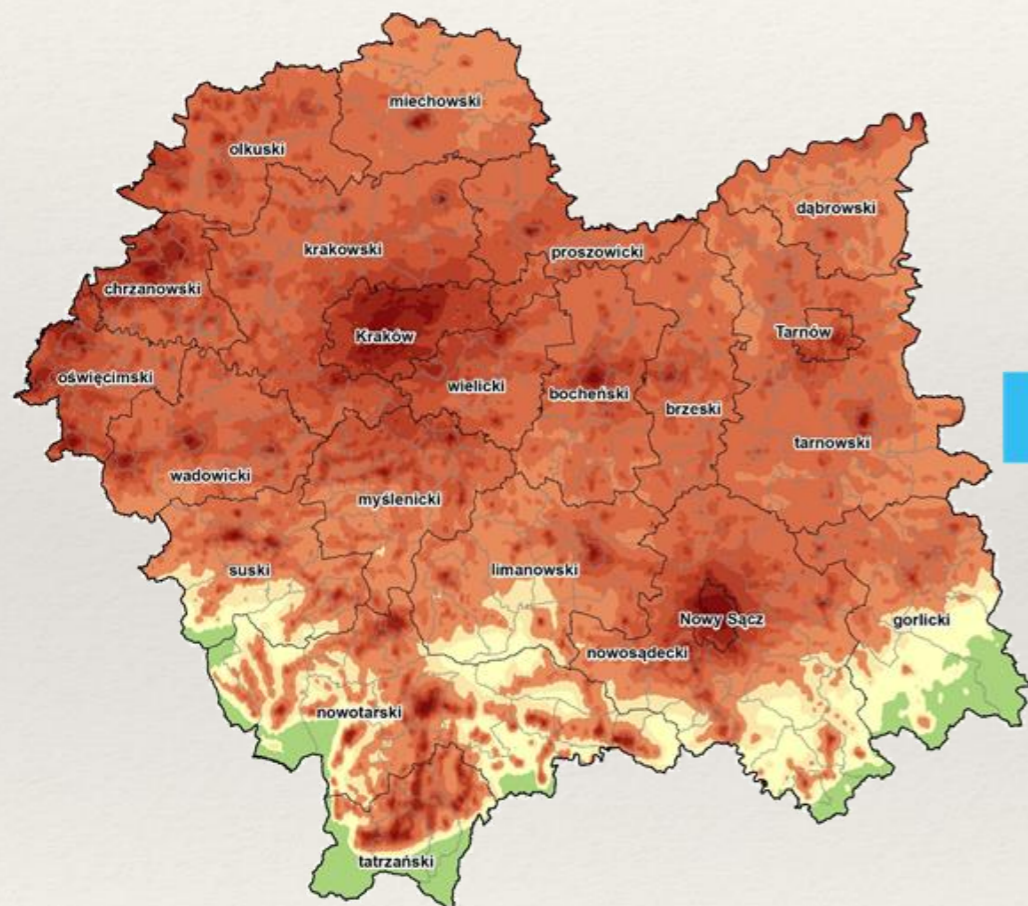 miechowski
olkuski
dąbrowski
krakowski
proszowicki
chrzanowski
Kraków
Tarnów
oświęcimski
wielicki
bocheński
brzeski
tarnowski
wadowicki
myślenicki
suski
limanowski
Nowy Sącz
gorlicki
nowosądecki
nowotarski
tatrzański